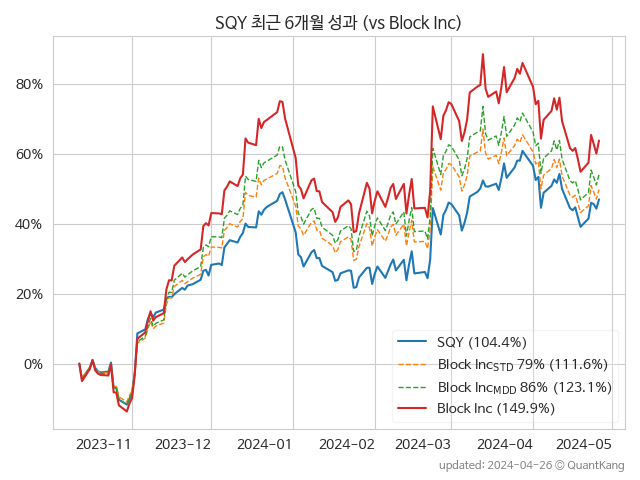 SQY 최근 6개월 성과 (vs Block Inc)
80%
60%
40%
20%
0%
SQY (104.4%)
Block Inc_STD 79% (111.6%)
Block Inc_MDD 86% (123.1%)
Block Inc (149.9%)
2023-11 2023-12 2024-01 2024-02 2024-03 2024-04 2024-05
updated: 2024-04-26 © QuantKang